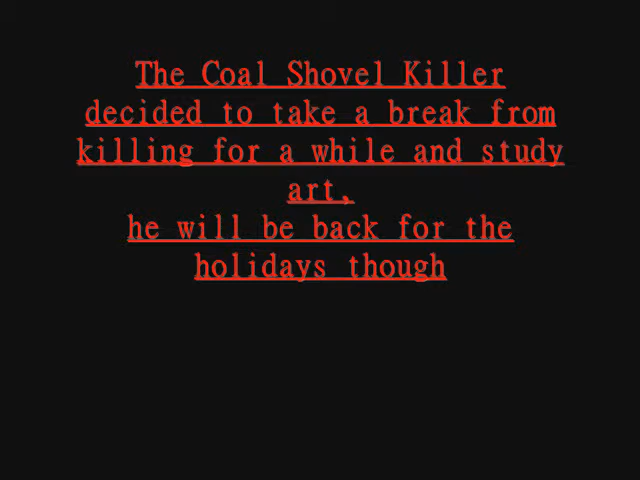 The Coal Shovel Killer
decided to take a break from
killing for a while and study
art,
he will be back for the
holidays though